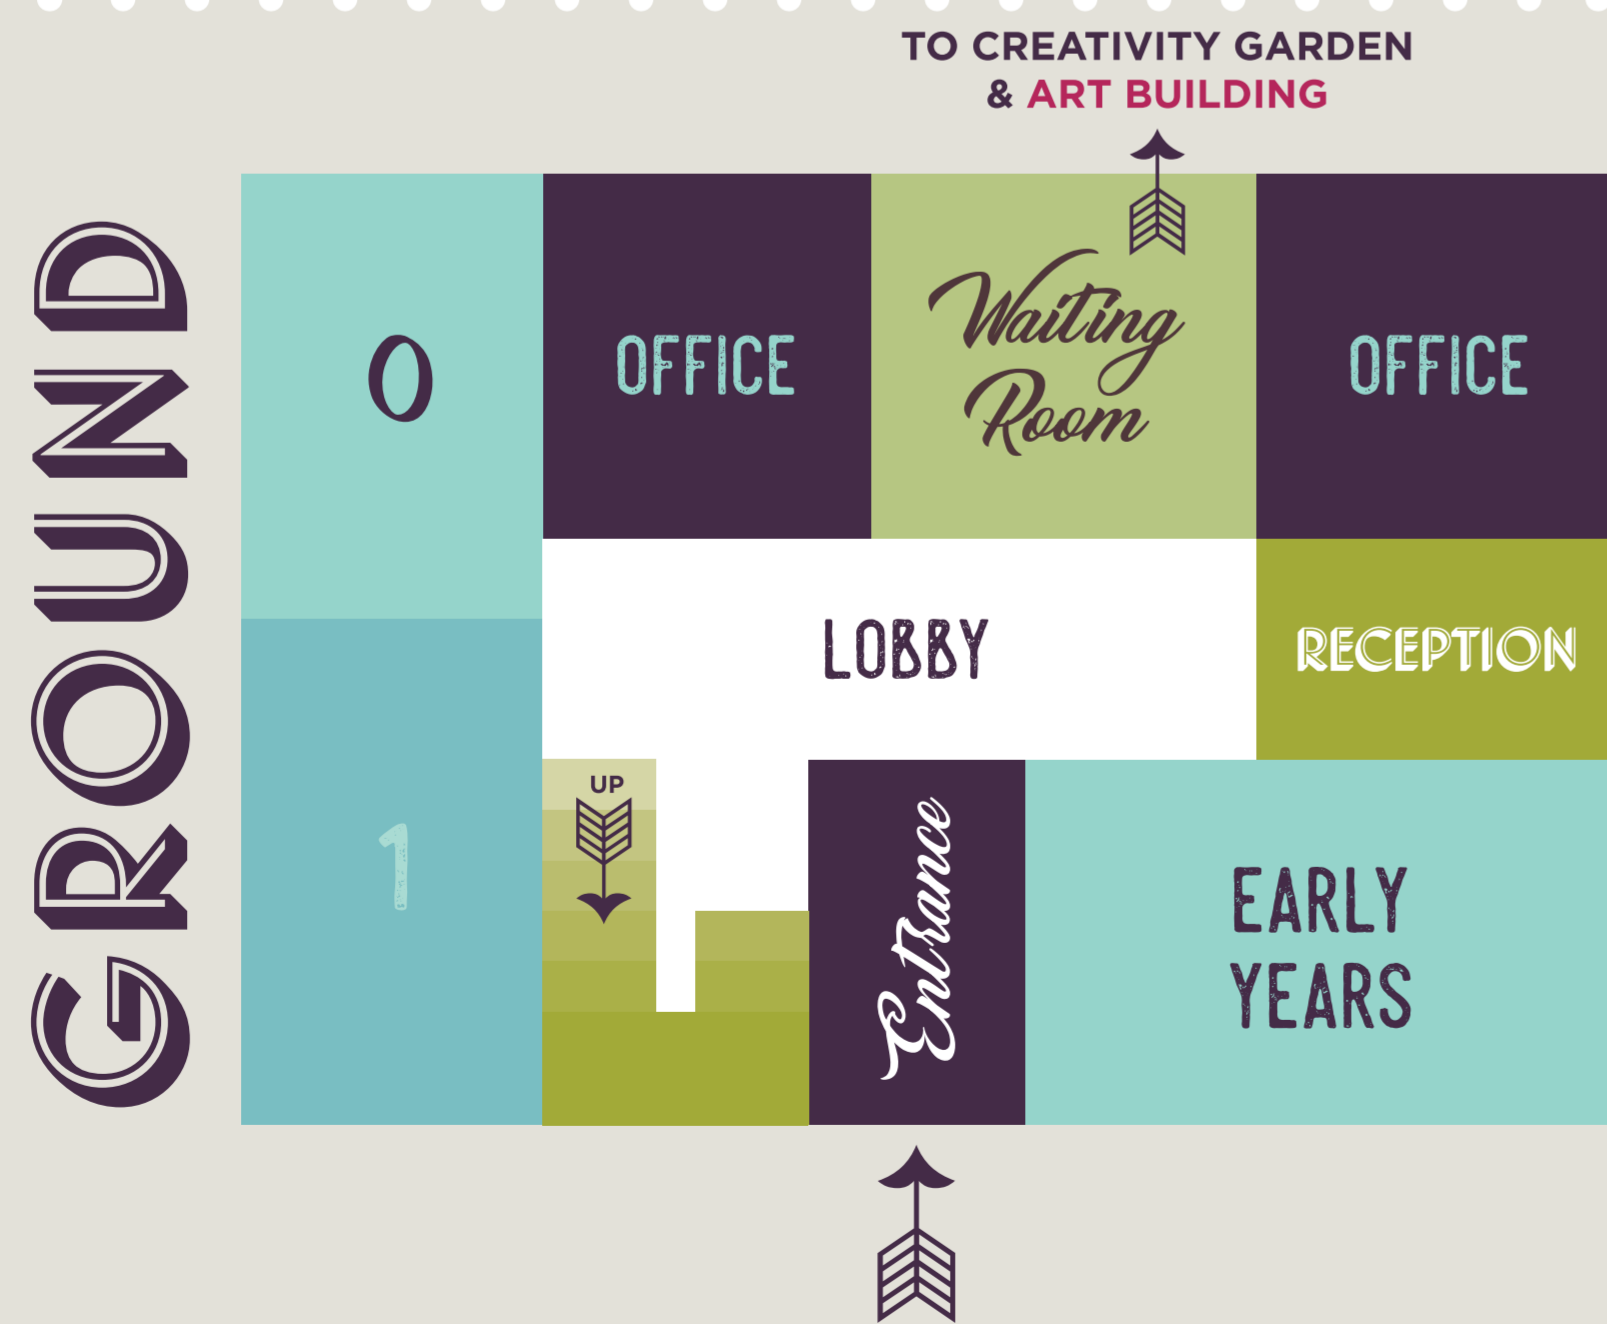 TO CREATIVITY GARDEN
& ART BUILDING
GROUND
0
OFFICE
Waiting
Room
OFFICE
LOBBY
RECEPTION
UP
1
Entrance
EARLY
YEARS